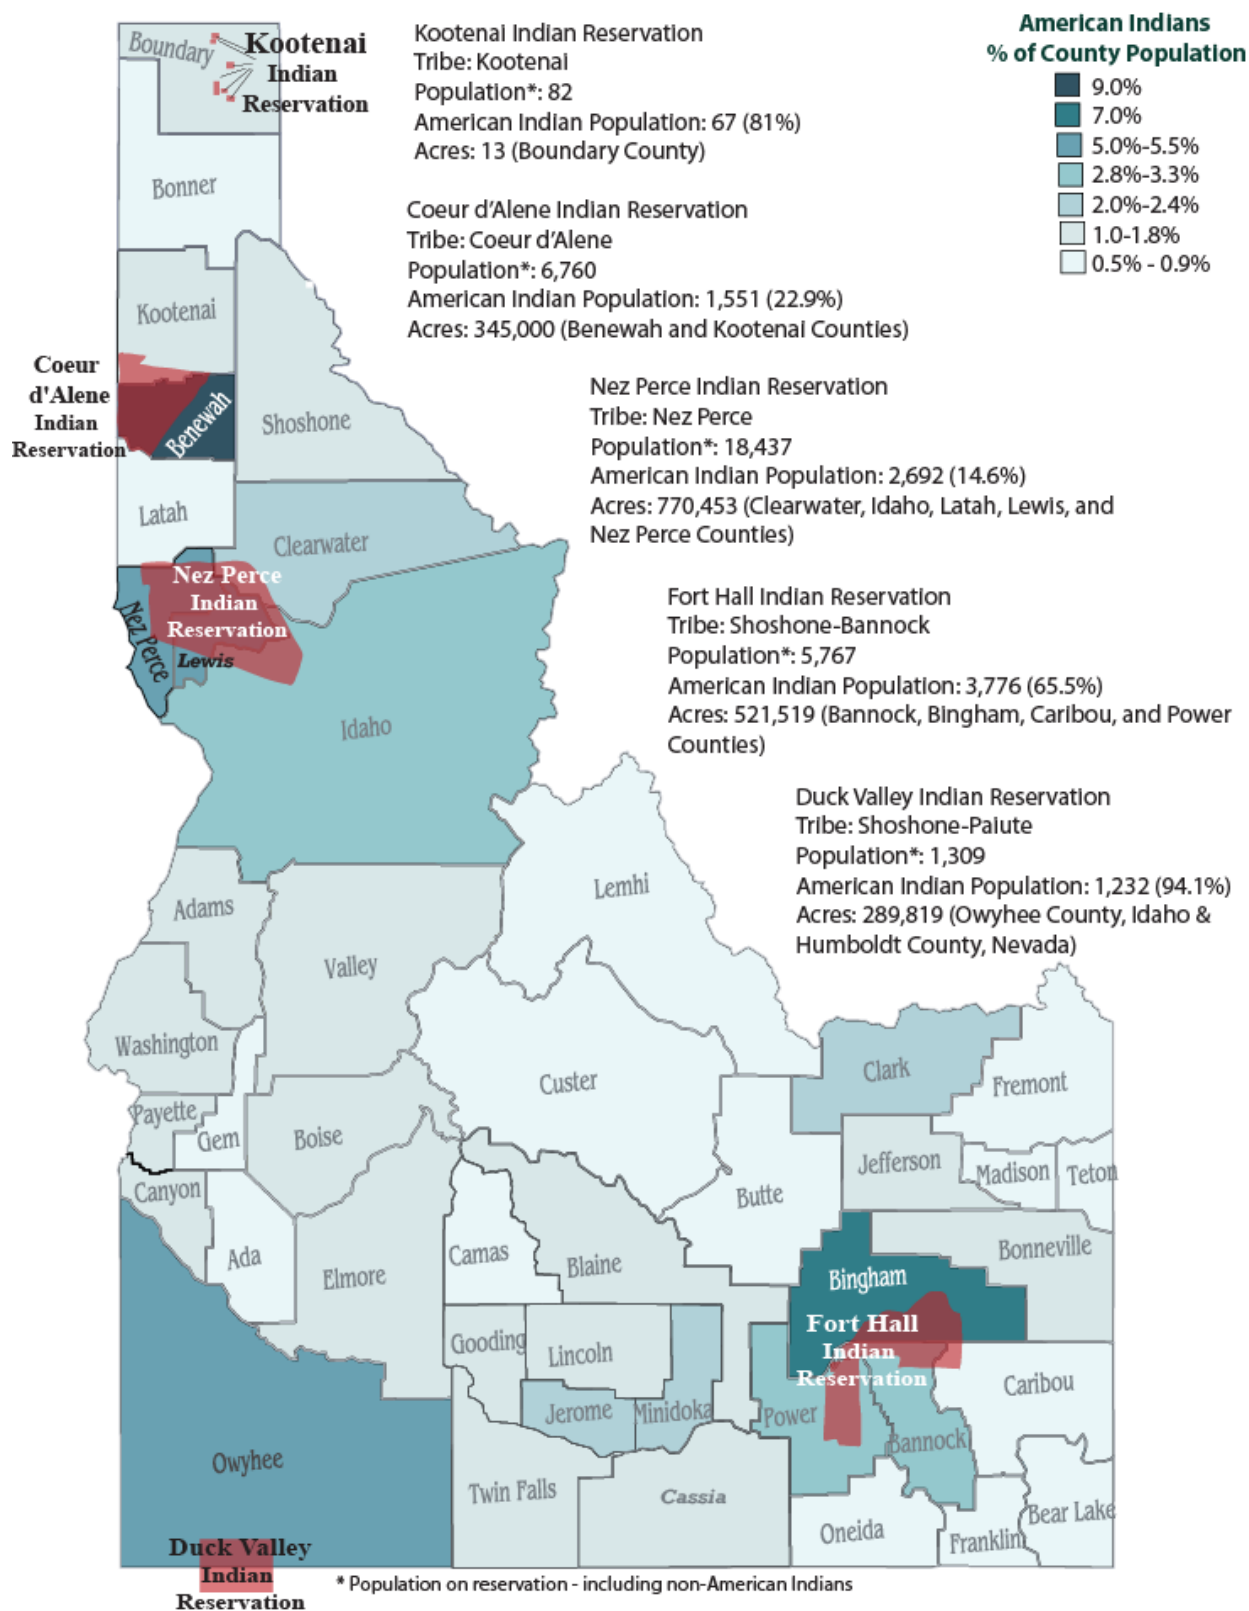 American Indians
% of County Population
9.0%
7.0%
5.0%-5.5%
2.8%-3.3%
2.0%-2.4%
1.0-1.8%
0.5% - 0.9%
Kootenai Indian Reservation
Tribe: Kootenai
Population*: 82
American Indian Population: 67 (81%)
Acres: 13 (Boundary County)
Coeur d'Alene Indian Reservation
Tribe: Coeur d'Alene
Population*: 6,760
American Indian Population: 1,551 (22.9%)
Acres: 345,000 (Benewah and Kootenai Counties)
Nez Perce Indian Reservation
Tribe: Nez Perce
Population*: 18,437
American Indian Population: 2,692 (14.6%)
Acres: 770,453 (Clearwater, Idaho, Latah, Lewis, and
Nez Perce Counties)
Fort Hall Indian Reservation
Tribe: Shoshone-Bannock
Population*: 5,767
American Indian Population: 3,776 (65.5%)
Acres: 521,519 (Bannock, Bingham, Caribou, and Power
Counties)
Duck Valley Indian Reservation
Tribe: Shoshone-Paiute
Population*: 1,309
American Indian Population: 1,232 (94.1%)
Acres: 289,819 (Owyhee County, Idaho &
Humboldt County, Nevada)
Boundary
Kootenai
Indian
Reservation
Bonner
Kootenai
Coeur
d'Alene
Indian
Reservation
Benewah
Shoshone
Latah
Clearwater
Nez Perce
Indian
Reservation
Nez Perce
Lewis
Idaho
Lemhi
Adams
Valley
Washington
Custer
Clark
Fremont
Payette
Gem
Boise
Jefferson
Madison
Teton
Canyon
Butte
Ada
Elmore
Camas
Blaine
Bonneville
Bingham
Fort Hall
Indian
Reservation
Gooding
Lincoln
Caribou
Jerome
Minidoka
Power
Bannock
Owyhee
Twin Falls
Cassia
Oneida
Franklin
Bear Lake
Duck Valley
Indian
Reservation
* Population on reservation - including non-American Indians